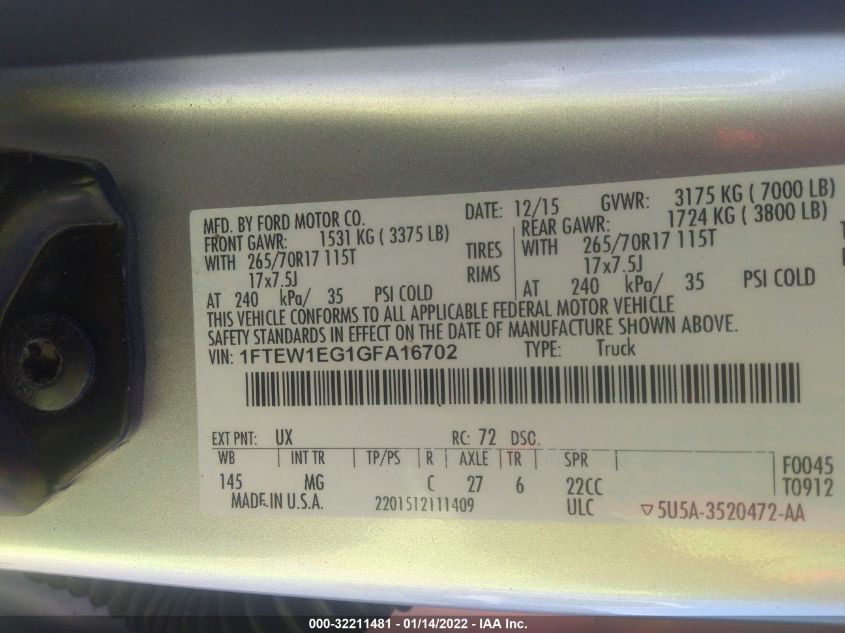 MFD. BY FORD MOTOR CO. DATE: 12/15 GVWR: 3175 KG ( 7000 LB)
FRONT GAWR: 1531 KG ( 3375 LB) REAR GAWR: 1724 KG ( 3800 LB)
WITH 265/70R17 115T TIRES WITH 265/70R17 115T
17x7.5J RIMS 17x7.5J
AT 240 kPa/ 35 PSI COLD AT 240 kPa/ 35 PSI COLD
THIS VEHICLE CONFORMS TO ALL APPLICABLE FEDERAL MOTOR VEHICLE
SAFETY STANDARDS IN EFFECT ON THE DATE OF MANUFACTURE SHOWN ABOVE.
VIN: 1FTEW1EG1GFA16702 TYPE: Truck
EXT PNT: UX RC: 72 DSO:
WB INT TR TP/PS R AXLE TR SPR F0045
145 MG C 27 6 22CC T0912
MADE IN U.S.A. 2201512111409 ULC ▽5U5A-3520472-AA
000-32211481 - 01/14/2022 - IAA Inc.